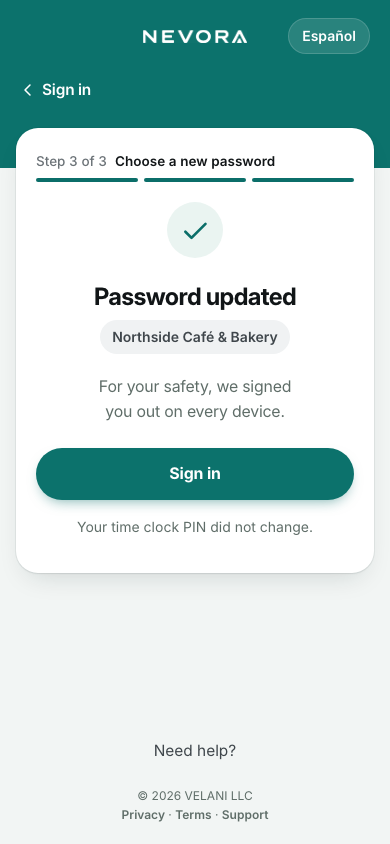 NEVORA
Español
Sign in
Step 3 of 3 Choose a new password
Password updated
Northside Café & Bakery
For your safety, we signed
you out on every device.
Sign in
Your time clock PIN did not change.
Need help?
© 2026 VELANI LLC
Privacy · Terms · Support